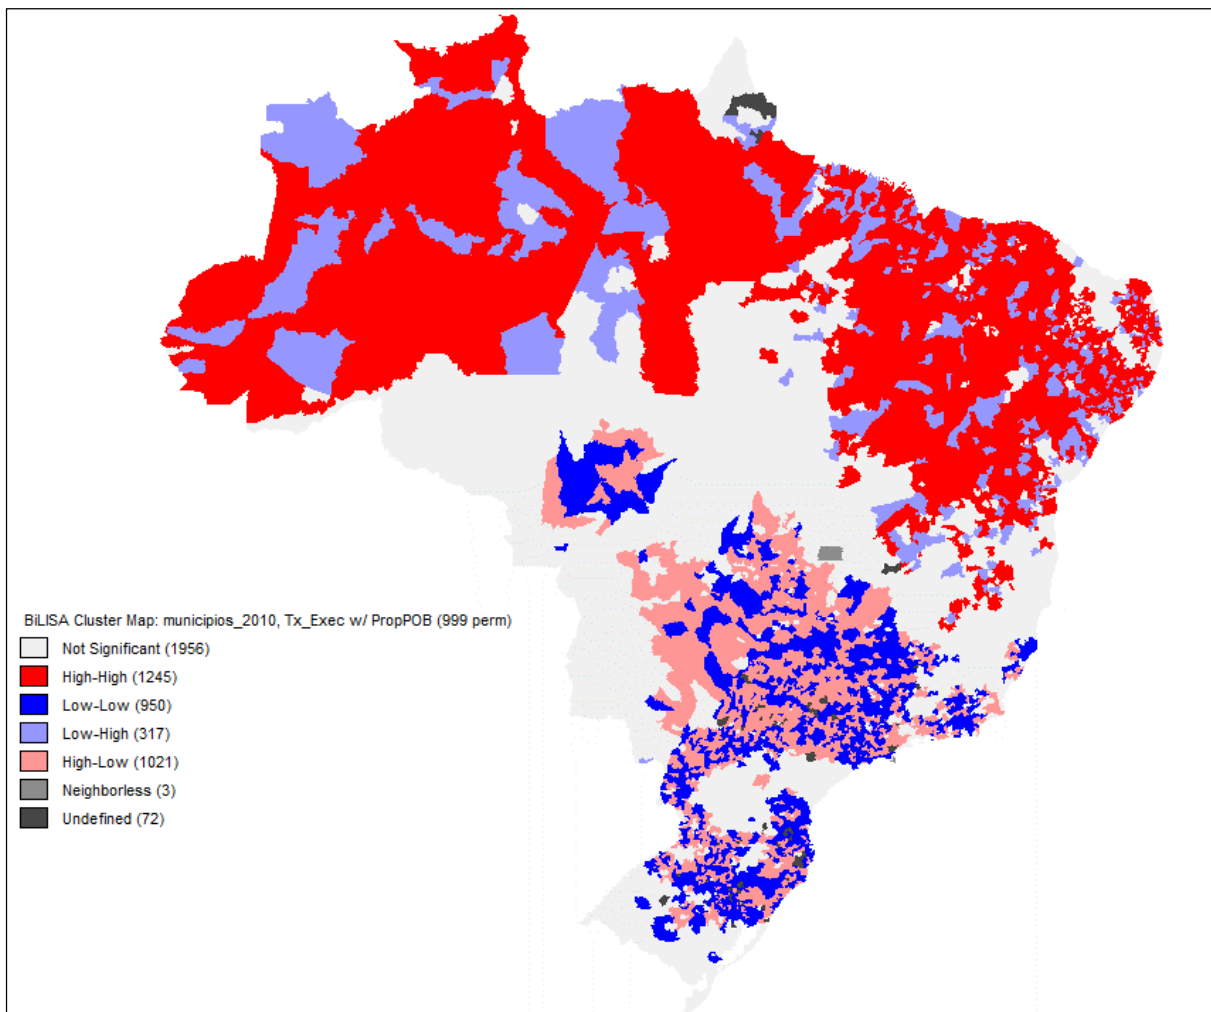 BiLISA Cluster Map: municipios_2010, Tx_Exec w/ PropPOB (999 perm)
Not Significant (1956)
High-High (1245)
Low-Low (950)
Low-High (317)
High-Low (1021)
Neighborless (3)
Undefined (72)